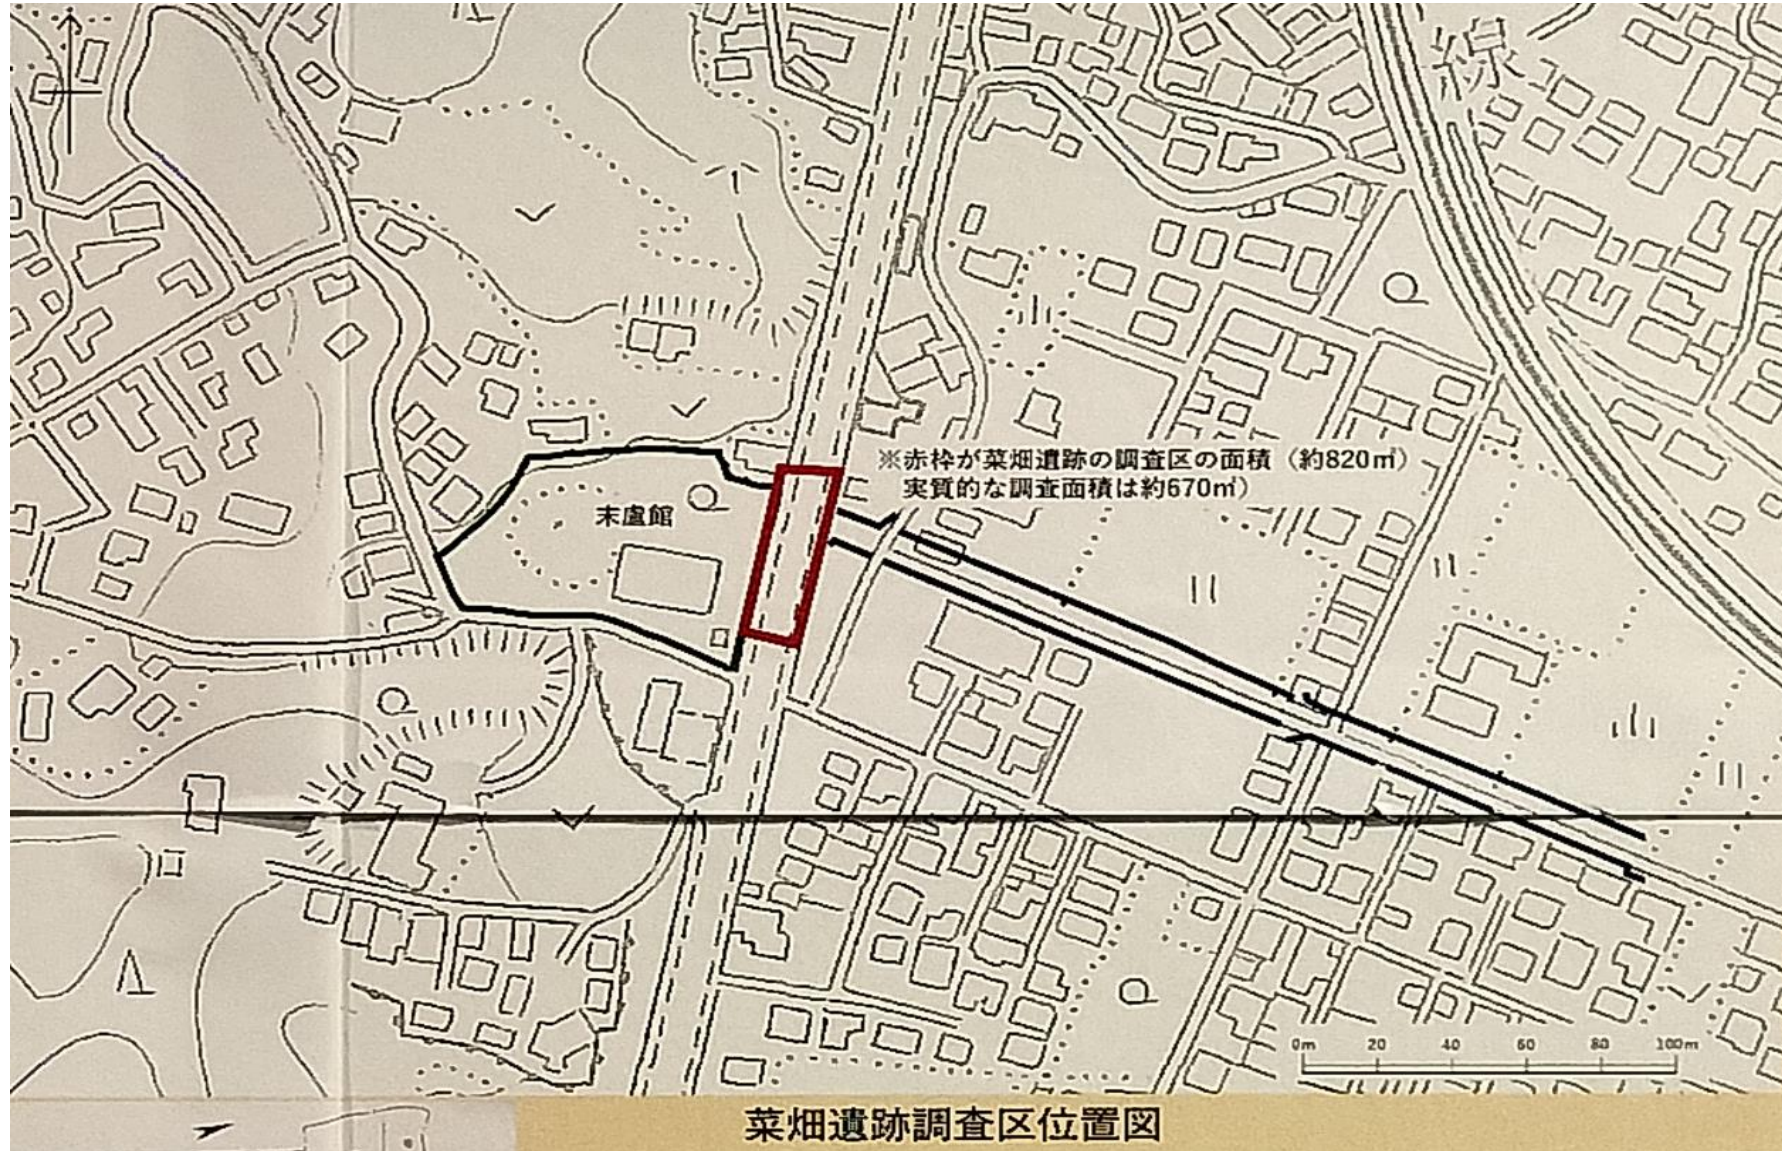 線
※赤枠が菜畑遺跡の調査区の面積（約820㎡）
実質的な調査面積は約670㎡）
末盧館
0m 20 40 60 80 100m
菜畑遺跡調査区位置図